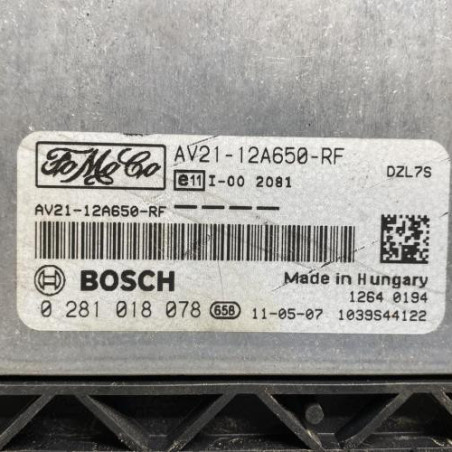 FoMoCo
AV21-12A650-RF
DZL7S
e11 I-00 2081
AV21-12A650-RF
BOSCH
Made in Hungary
1264 0194
0 281 018 078 658 11-05-07 1039S44122